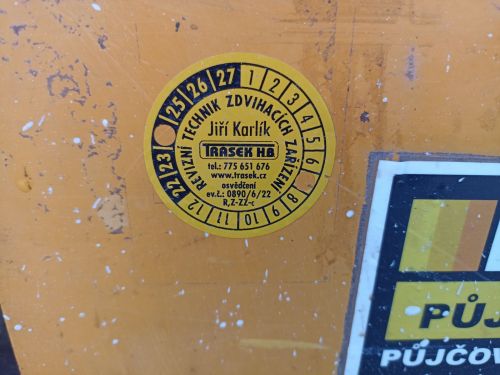 22 23 25 26 27 1 2 3 4 5 6 8 9 10 11 12
REVIZNÍ TECHNIK ZDVIHACÍCH ZAŘÍZENÍ
Jiří Karlík
TRASEK H.B.
tel.: 775 651 676
www.trasek.cz
osvědčení
ev.č.: 0890/6/22
R,Z-ZZ-c
PŮJ
PŮJČOV